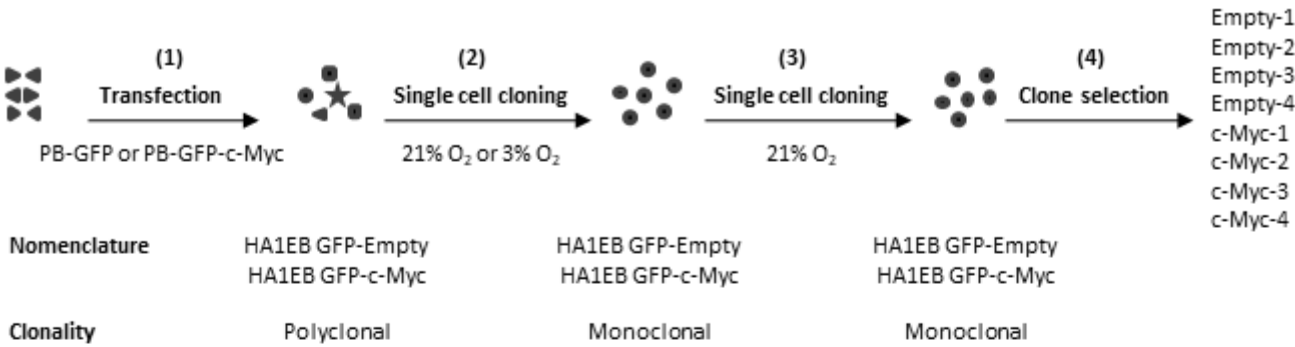 Empty-1
Empty-2
Empty-3
Empty-4
c-Myc-1
c-Myc-2
c-Myc-3
c-Myc-4
(1) (2) (3) (4)
Transfection Single cell cloning Single cell cloning Clone selection
PB-GFP or PB-GFP-c-Myc 21% O₂ or 3% O₂ 21% O₂
Nomenclature HA1EB GFP-Empty HA1EB GFP-Empty HA1EB GFP-Empty
HA1EB GFP-c-Myc HA1EB GFP-c-Myc HA1EB GFP-c-Myc
Clonality Polyclonal Monoclonal Monoclonal